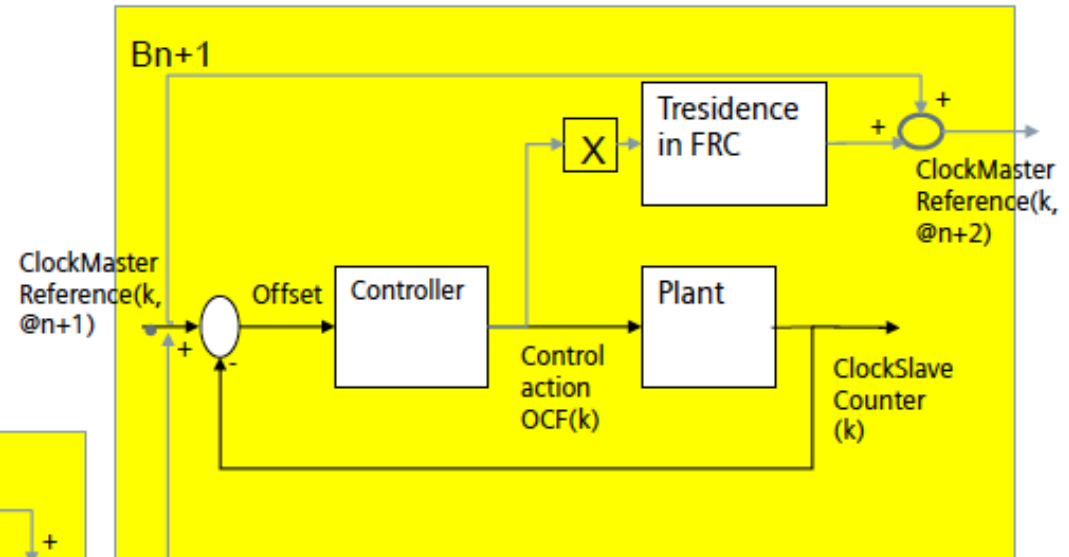 Bn+1
+
Tresidence
in FRC
+
X
ClockMaster
Reference(k,
@n+2)
ClockMaster
Reference(k,
@n+1)
Offset
Controller
Plant
+
-
Control
action
OCF(k)
ClockSlave
Counter
(k)
+